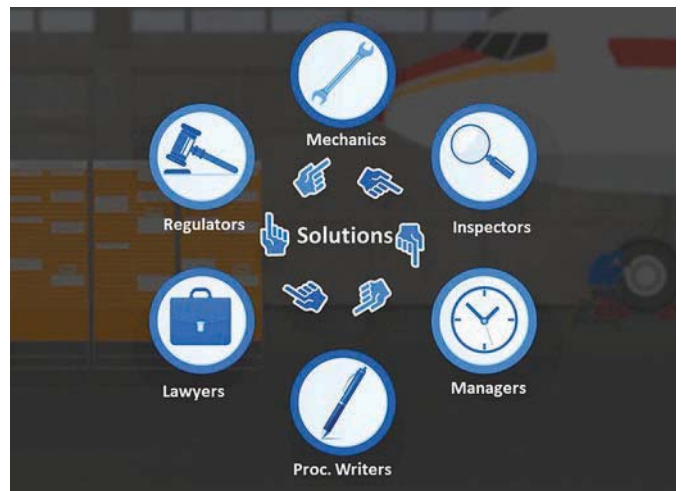 Mechanics
Regulators
Inspectors
Solutions
Lawyers
Managers
Proc. Writers